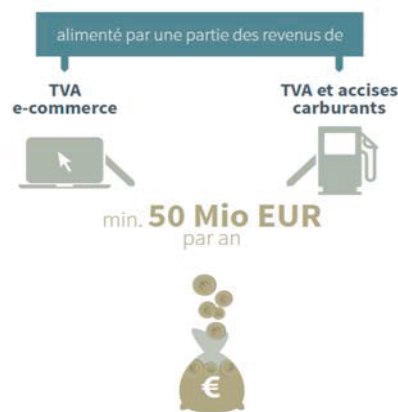 alimenté par une partie des revenus de
TVA
e-commerce
TVA et accises
carburants
min. 50 Mio EUR
par an
€